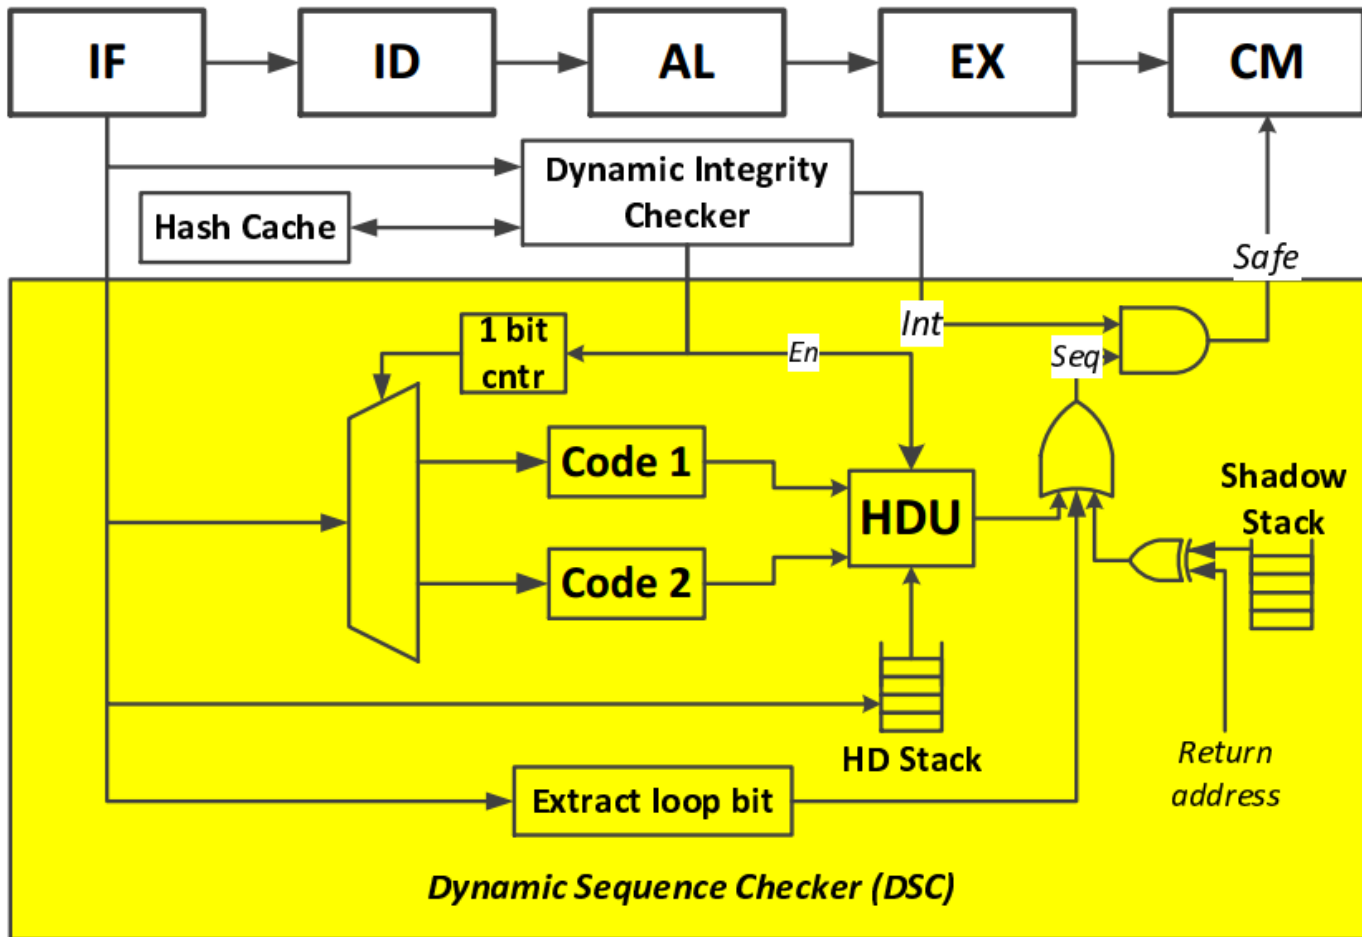 IF
ID
AL
EX
CM
Dynamic Integrity
Checker
Hash Cache
Safe
1 bit
cntr
En
Int
Seq
Code 1
HDU
Shadow
Stack
Code 2
HD Stack
Return
address
Extract loop bit
Dynamic Sequence Checker (DSC)